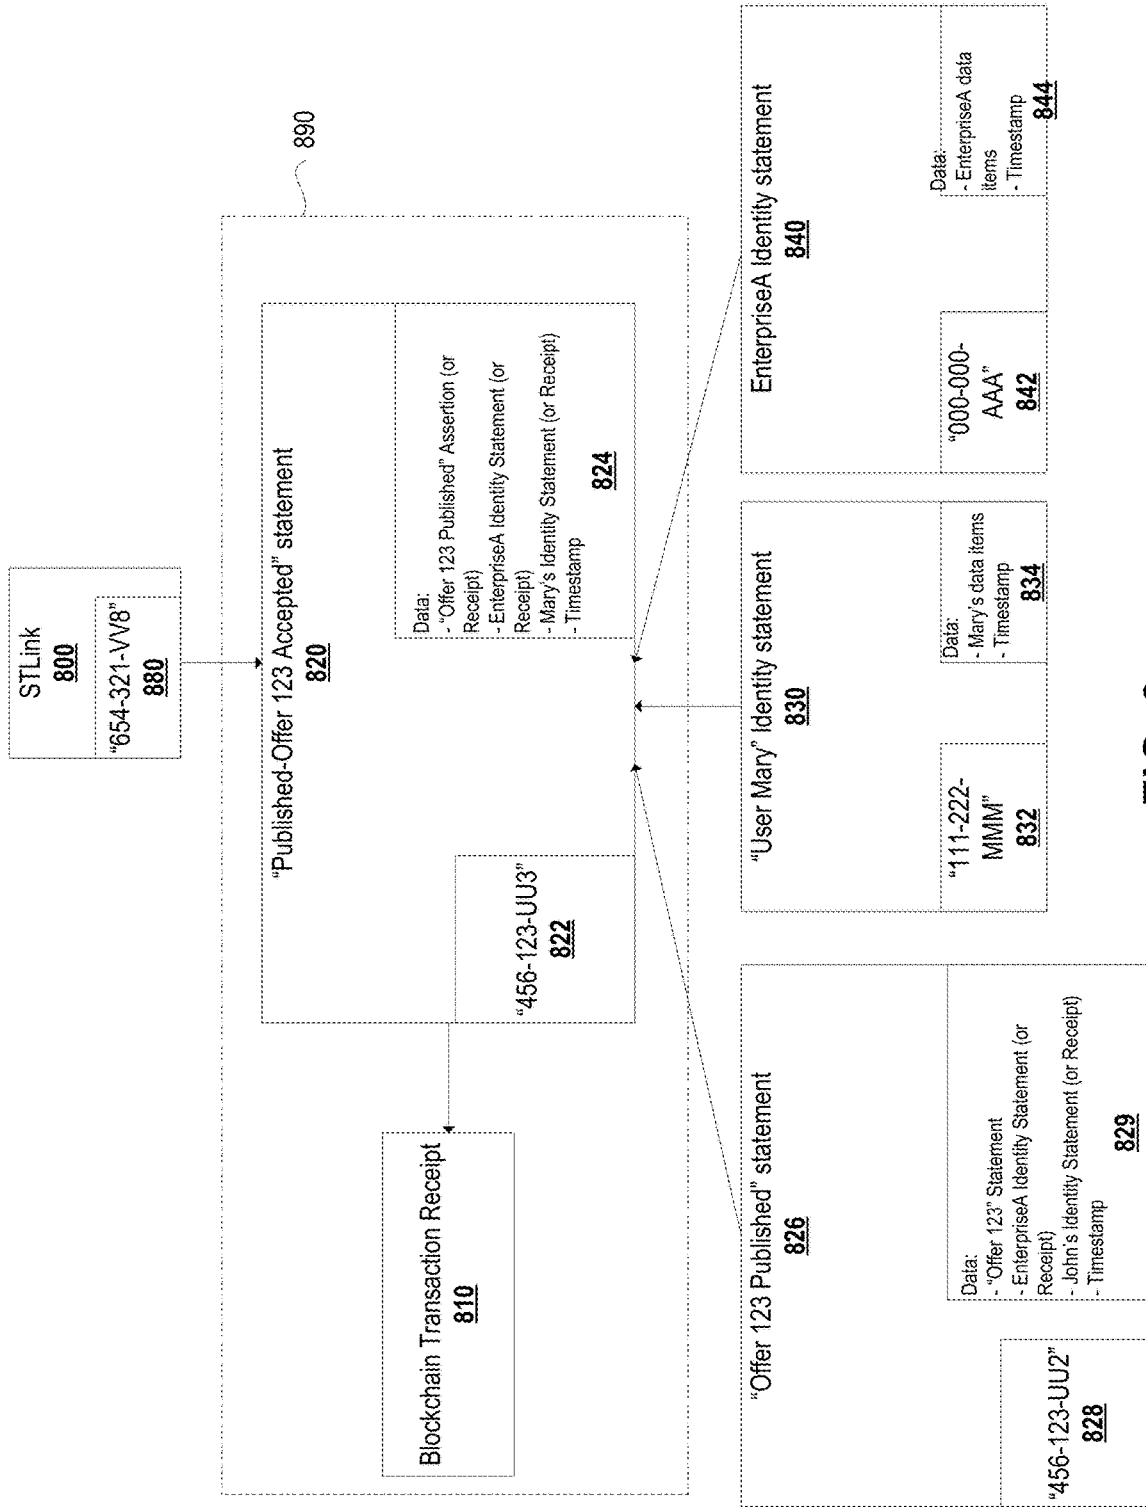 STLink
800
"654-321-VV8"
880
890
"Published-Offer 123 Accepted" statement
820
Data:
- "Offer 123 Published" Assertion (or
Receipt)
- EnterpriseA Identity Statement (or
Receipt)
- Mary's Identity Statement (or Receipt)
- Timestamp
824
"456-123-UU3"
822
Blockchain Transaction Receipt
810
"Offer 123 Published" statement
826
Data:
- "Offer 123" Statement
- EnterpriseA Identity Statement (or
Receipt)
- John's Identity Statement (or Receipt)
- Timestamp
829
"456-123-UU2"
828
"User Mary" Identity statement
830
"111-222-
MMM"
832
Data:
- Mary's data items
- Timestamp
834
EnterpriseA Identity statement
840
"000-000-
AAA"
842
Data:
- EnterpriseA data
items
- Timestamp
844